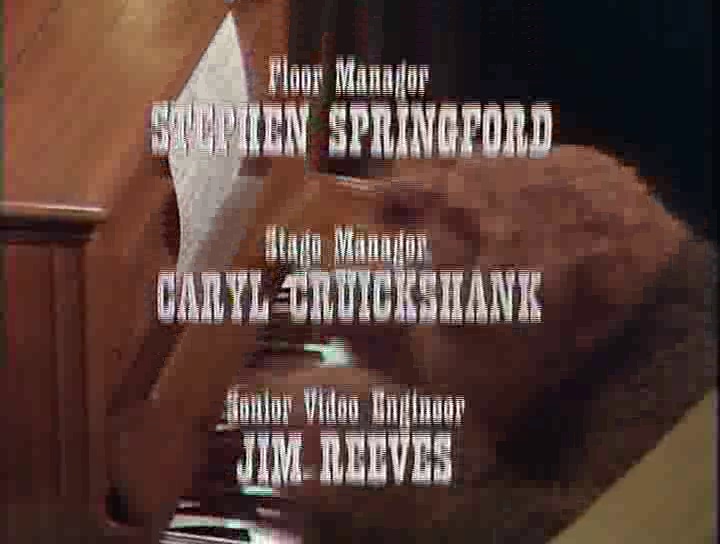 Floor Manager
STEPHEN SPRINGFORD
Stage Manager
CARYL CRUICKSHANK
Senior Video Engineer
JIM REEVES